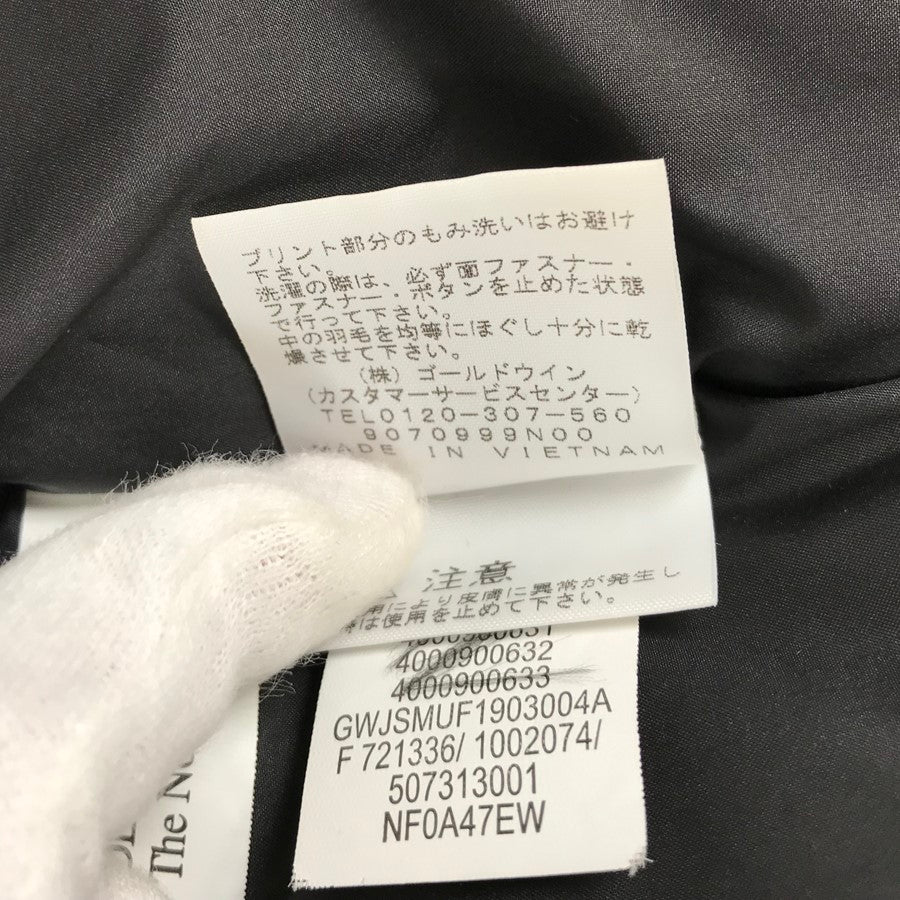 プリント部分のもみ洗いはお避け
下さい。
洗濯の際は、必ず面ファスナー・
ファスナー・ボタンを止めた状態
で行って下さい。
中の羽毛を均等にほぐし十分に乾
燥させて下さい。
(株)ゴールドウイン
(カスタマーサービスセンター)
TEL0120-307-560
9070999N00
MADE IN VIETNAM
注意
用により皮膚に異常が発生し
は使用を止めて下さい。
4000900631
4000900632
4000900633
GWJSMUF1903004A
F 721336/ 1002074/
507313001
NF0A47EW
The